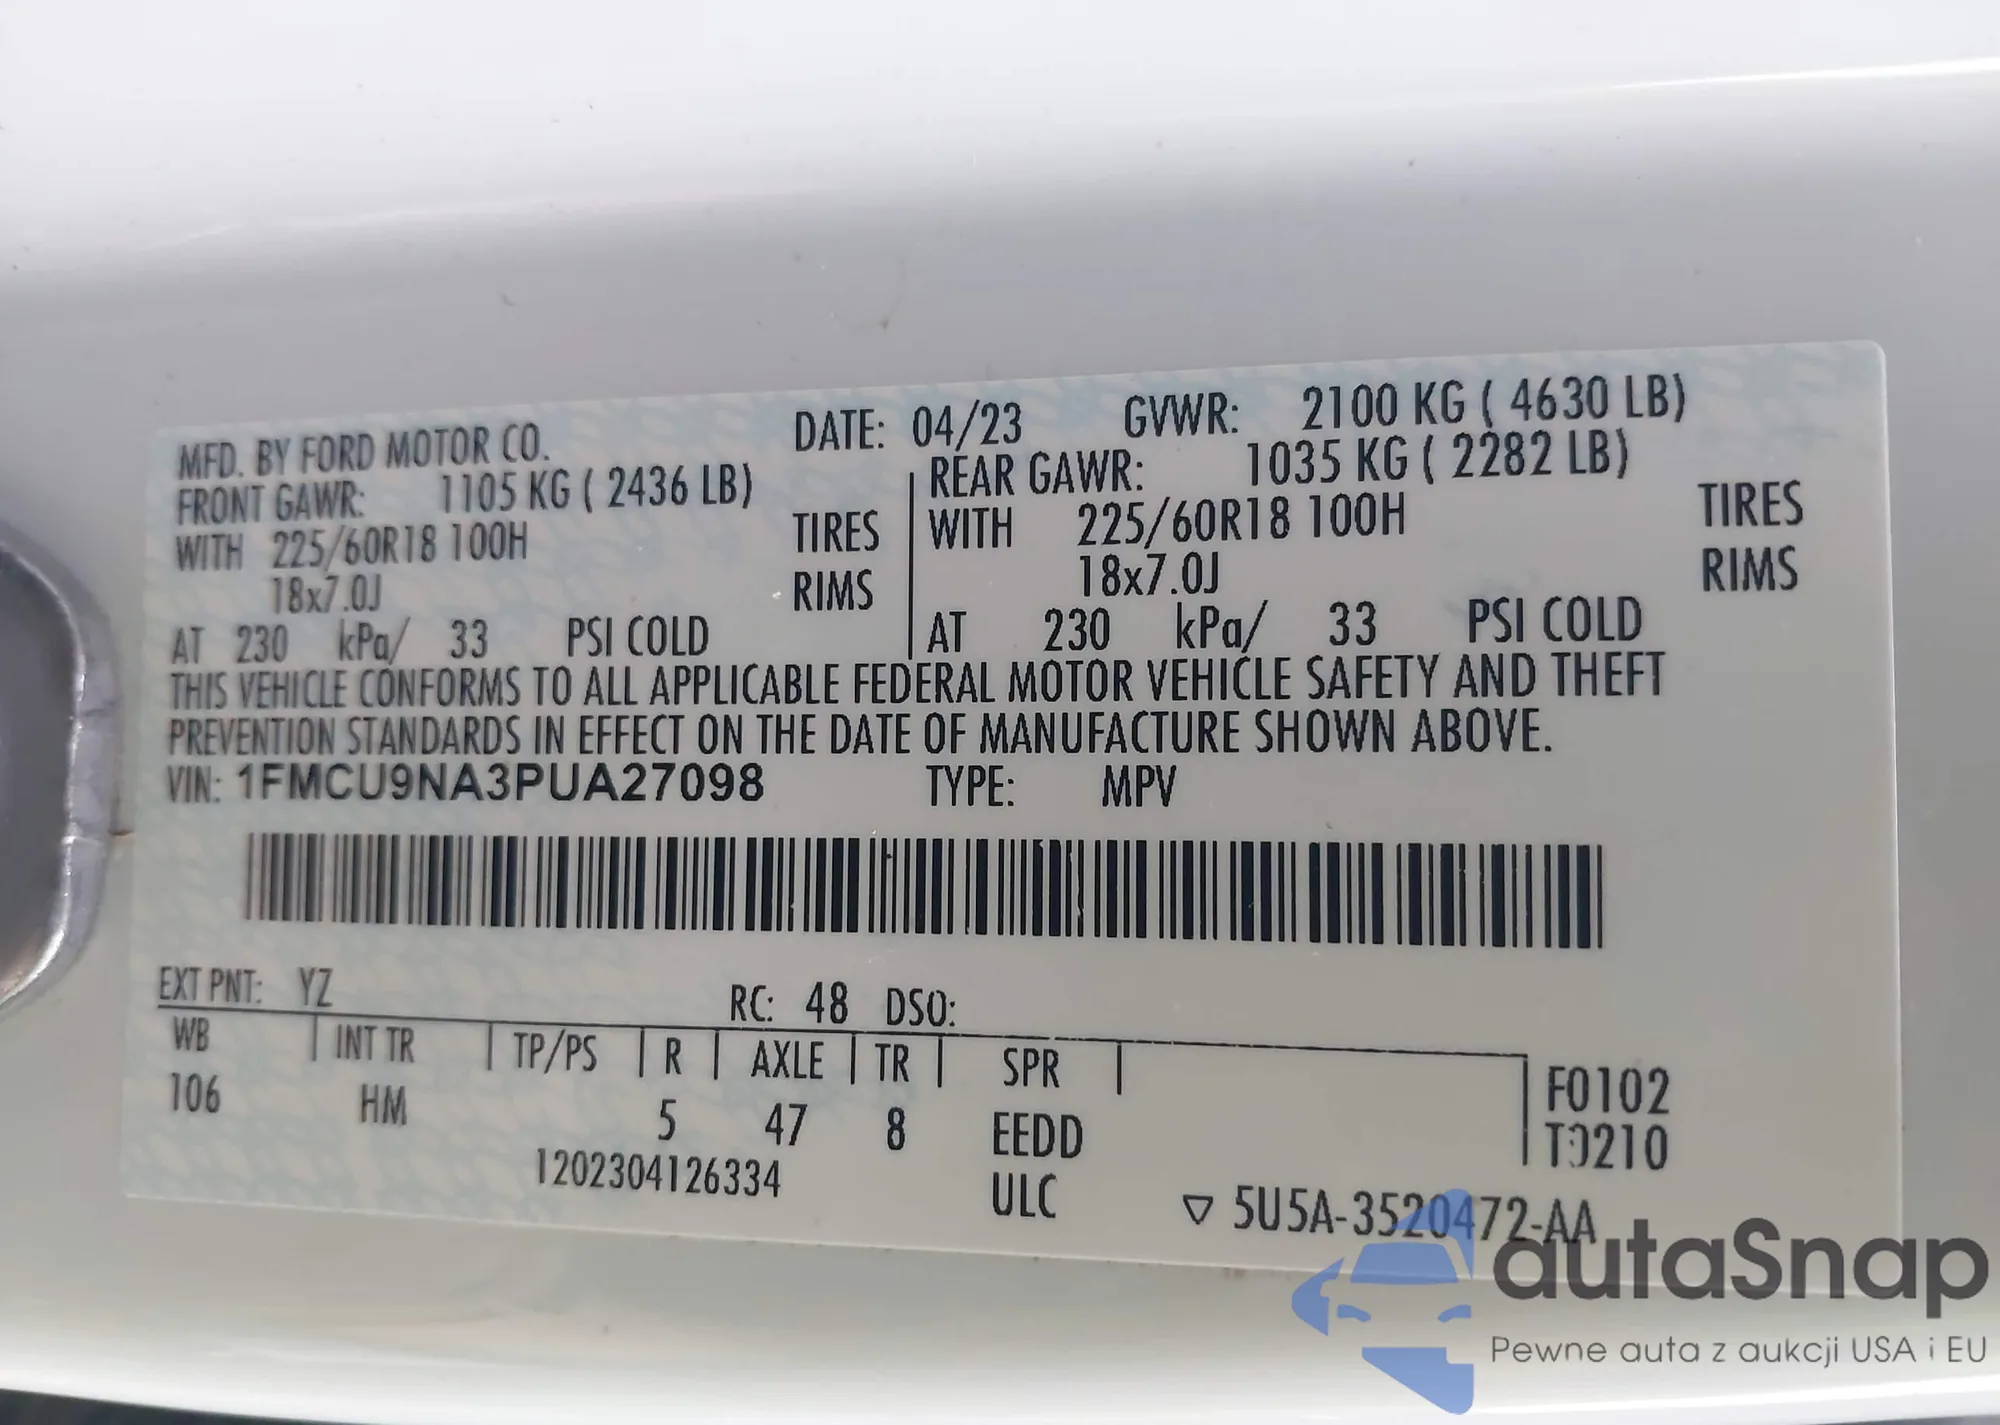 MFD. BY FORD MOTOR CO. DATE: 04/23 GVWR: 2100 KG ( 4630 LB)
FRONT GAWR: 1105 KG ( 2436 LB) REAR GAWR: 1035 KG ( 2282 LB)
WITH 225/60R18 100H TIRES WITH 225/60R18 100H TIRES
18x7.0J RIMS 18x7.0J RIMS
AT 230 kPa/ 33 PSI COLD AT 230 kPa/ 33 PSI COLD
THIS VEHICLE CONFORMS TO ALL APPLICABLE FEDERAL MOTOR VEHICLE SAFETY AND THEFT
PREVENTION STANDARDS IN EFFECT ON THE DATE OF MANUFACTURE SHOWN ABOVE.
VIN: 1FMCU9NA3PUA27098 TYPE: MPV
EXT PNT: YZ RC: 48 DSO:
WB INT TR TP/PS R AXLE TR SPR F0102
106 HM 5 47 8 EEDD T0210
1202304126334 ULC ▽ 5U5A-3520472-AA
autaSnap
Pewne auta z aukcji USA i EU